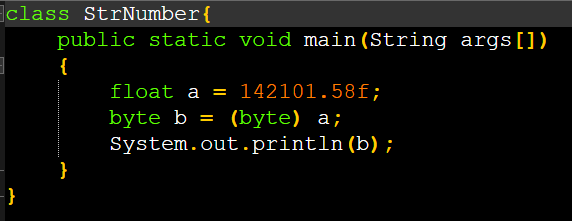 class StrNumber{
    public static void main(String args[])
    {
        float a = 142101.58f;
        byte b = (byte) a;
        System.out.println(b);
    }
}